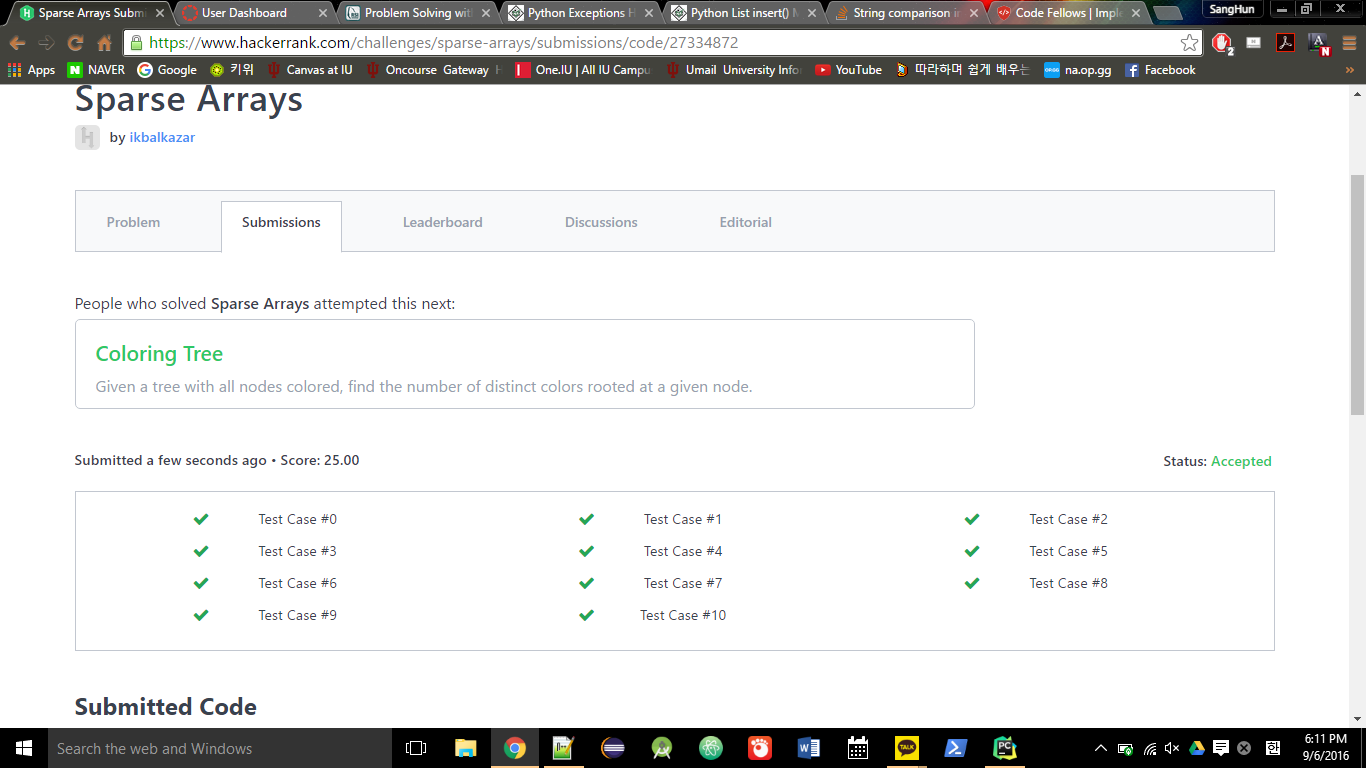 Sparse Arrays Submi
User Dashboard
Problem Solving with
Python Exceptions H
Python List insert() M
String comparison in
Code Fellows | Imple
SangHun
https://www.hackerrank.com/challenges/sparse-arrays/submissions/code/27334872
2
N
Apps
N NAVER
Google
키위
Canvas at IU
Oncourse Gateway
One.IU | All IU Campu
Umail University Infor
YouTube
따라하며 쉽게 배우는
na.op.gg
Facebook
Sparse Arrays
by ikbalkazar
Problem
Submissions
Leaderboard
Discussions
Editorial
People who solved Sparse Arrays attempted this next:
Coloring Tree
Given a tree with all nodes colored, find the number of distinct colors rooted at a given node.
Submitted a few seconds ago • Score: 25.00
Status: Accepted
Test Case #0
Test Case #1
Test Case #2
Test Case #3
Test Case #4
Test Case #5
Test Case #6
Test Case #7
Test Case #8
Test Case #9
Test Case #10
Submitted Code
Search the web and Windows
TALK
PC
6:11 PM
9/6/2016